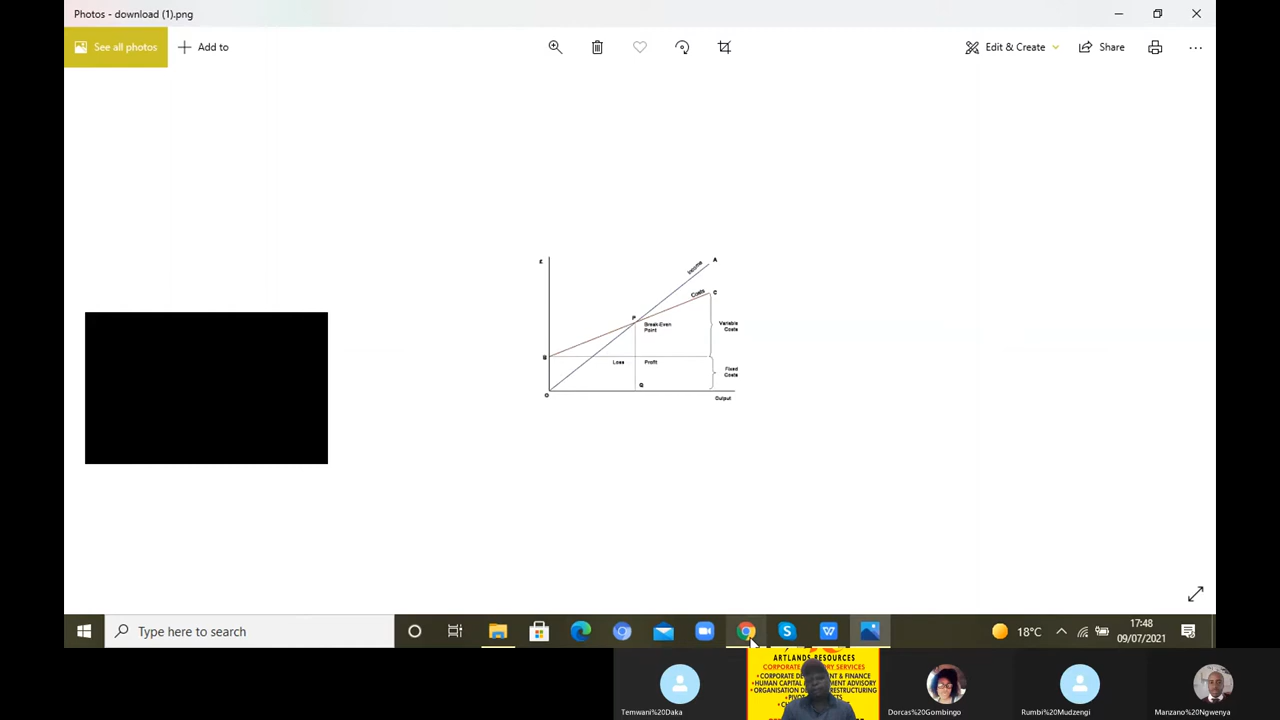 Photos - download (1).png
See all photos
Add to
Edit & Create
Share
£
A
Income
Costs
C
P
Break-Even
Point
Variable
Costs
B
Loss
Profit
Fixed
Costs
Q
O
Output
Type here to search
18°C
17:48
09/07/2021
ARTLANDS RESOURCES
Temwani%20Daka
Dorcas%20Gombingo
Rumbi%20Mudzengi
Manzano%20Ngwenya